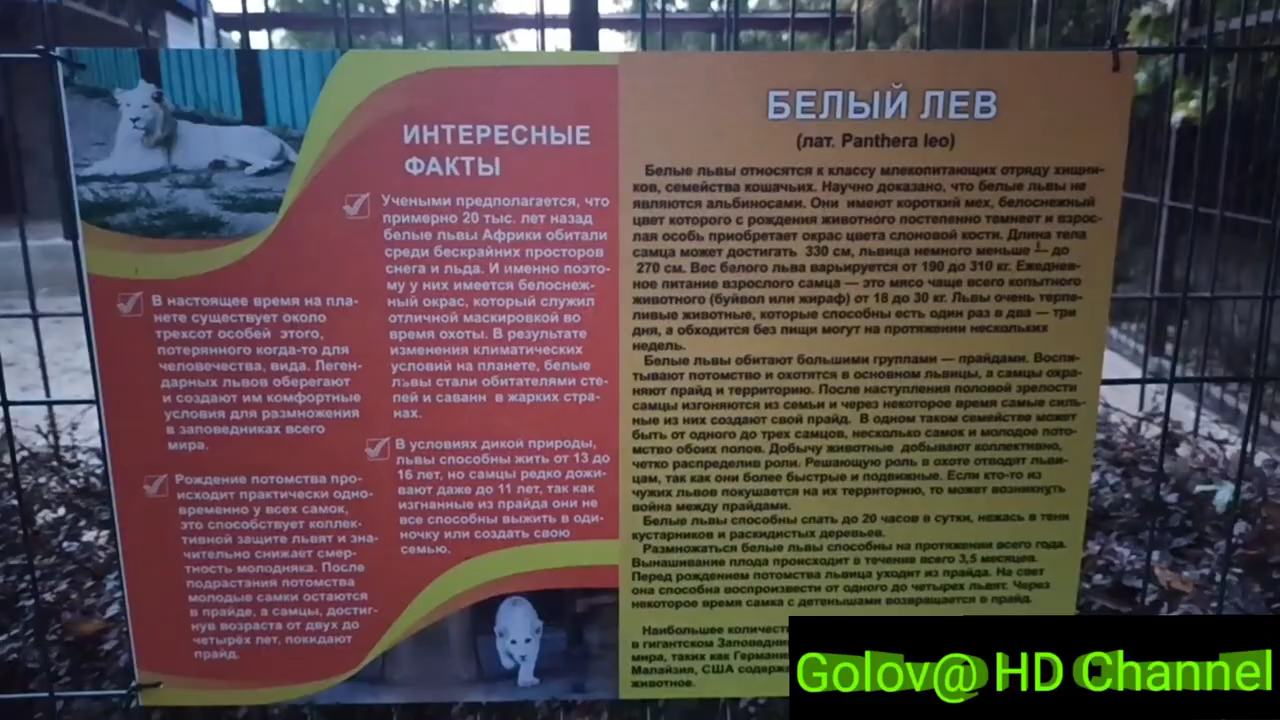 ИНТЕРЕСНЫЕ
ФАКТЫ
В настоящее время на пла-
нете существует около
трехсот особей этого,
потерянного когда-то для
человечества, вида. Леген-
дарных львов оберегают
и создают им комфортные
условия для размножения
в заповедниках всего
мира.
Рождение потомства про-
исходит практически одно-
временно у всех самок,
это способствует коллек-
тивной защите львят и зна-
чительно снижает смер-
тность молодняка. После
подрастания потомства
молодые самки остаются
в прайде, а самцы, достиг-
нув возраста от двух до
четырёх лет, покидают
прайд.
Учеными предполагается, что
примерно 20 тыс. лет назад
белые львы Африки обитали
среди бескрайних просторов
снега и льда. И именно поэто-
му у них имеется белоснеж-
ный окрас, который служил
отличной маскировкой во
время охоты. В результате
изменения климатических
условий на планете, белые
львы стали обитателями сте-
пей и саванн в жарких стра-
нах.
В условиях дикой природы,
львы способны жить от 13 до
16 лет, но самцы редко дожи-
вают даже до 11 лет, так как
изгнанные из прайда они не
все способны выжить в оди-
ночку или создать свою
семью.
БЕЛЫЙ ЛЕВ
(лат. Panthera leo)
Белые львы относятся к классу млекопитающих отряду хищни-
ков, семейства кошачьих. Научно доказано, что белые львы не
являются альбиносами. Они имеют короткий мех, белоснежный
цвет которого с рождения животного постепенно темнеет и взрос-
лая особь приобретает окрас цвета слоновой кости. Длина тела
самца может достигать 330 см, львица немного меньше — до
270 см. Вес белого льва варьируется от 190 до 310 кг. Ежеднев-
ное питание взрослого самца — это мясо чаще всего копытного
животного (буйвол или жираф) от 18 до 30 кг. Львы очень терпе-
ливые животные, которые способны есть один раз в два — три
дня, а обходится без пищи могут на протяжении нескольких
недель.
Белые львы обитают большими группами — прайдами. Воспи-
тывают потомство и охотятся в основном львицы, а самцы охра-
няют прайд и территорию. После наступления половой зрелости
самцы изгоняются из семьи и через некоторое время самые силь-
ные из них создают свой прайд. В одном таком семействе может
быть от одного до трех самцов, несколько самок и молодое пото-
мство обоих полов. Добычу животные добывают коллективно,
четко распределив роли. Решающую роль в охоте отводят льви-
цам, так как они более быстрые и подвижные. Если кто-то из
чужих львов покушается на их территорию, то может возникнуть
война между прайдами.
Белые львы способны спать до 20 часов в сутки, нежась в тени
кустарников и раскидистых деревьев.
Размножаться белые львы способны на протяжении всего года.
Вынашивание плода происходит в течение всего 3,5 месяцев.
Перед рождением потомства львица уходит из прайда. На свет
она способна воспроизвести от одного до четырех львят. Через
некоторое время самка с детенышами возвращается в прайд.
Наибольшее количест
в гигантском Заповедни
мира, таких как Германи
Малайзия, США содерж
животное.
Golov@ HD Channel